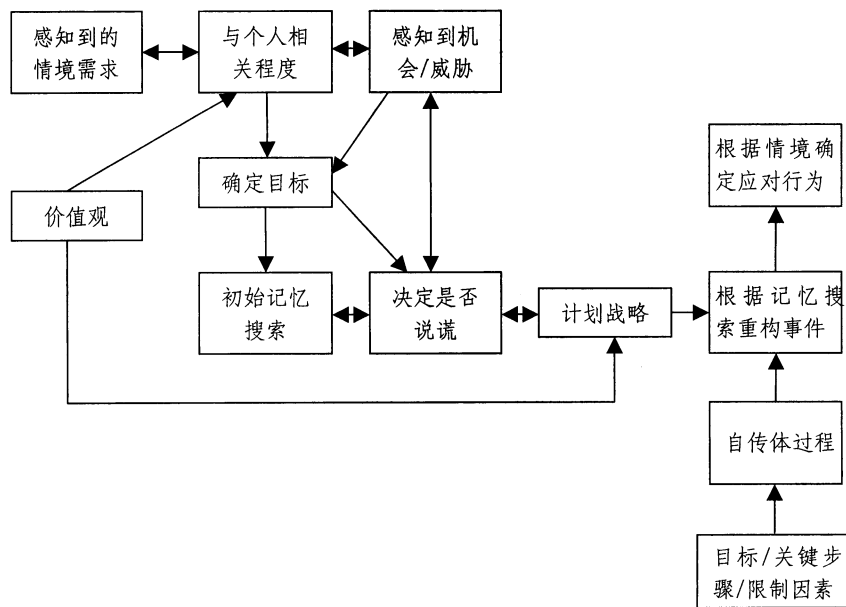 感知到的
情境需求
与个人相
关程度
感知到机
会/威胁
确定目标
价值观
初始记忆
搜索
决定是否
说谎
计划战略
根据情境确
定应对行为
根据记忆搜
索重构事件
自传体过程
目标/关键步
骤/限制因素